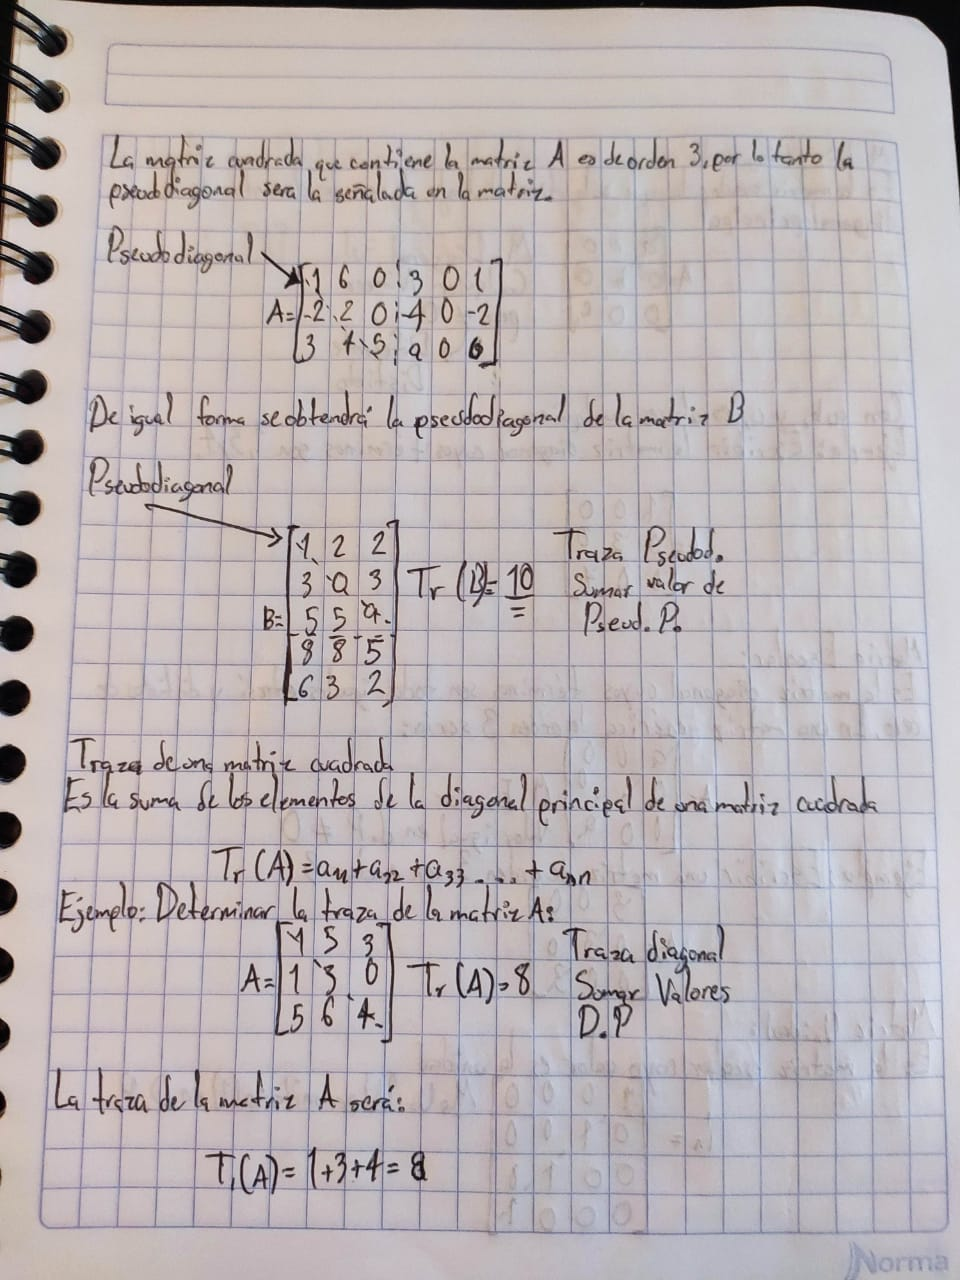 La matriz cuadrada que contiene la matriz A es de orden 3, por lo tanto la
pseudodiagonal sera la señalada en la matriz.
Pseudodiagonal
1 6 0 3 0 1
A= -2 2 0 -4 0 -2
3 9 0 6
De igual forma se obtendrá la pseudodiagonal de la matriz B
Pseudodiagonal
1 2 2
3 0 3 Tr (B)= 10
B= 5 5 9
8 8 5
6 3 2
Traza Pseudod.
Sumar valor de
Pseud. P.
Traza de una matriz cuadrada
Es la suma de los elementos de la diagonal principal de una matriz cuadrada
Tr (A) = a11 + a22 + a33 .... + ann
Ejemplo: Determinar la traza de la matriz A:
1 5 3
A= 1 3 0 Tr (A) = 8
5 6 4
Traza diagonal
Sumar Valores
D.P
La traza de la matriz A será:
Tr(A) = 1+3+4 = 8
Norma